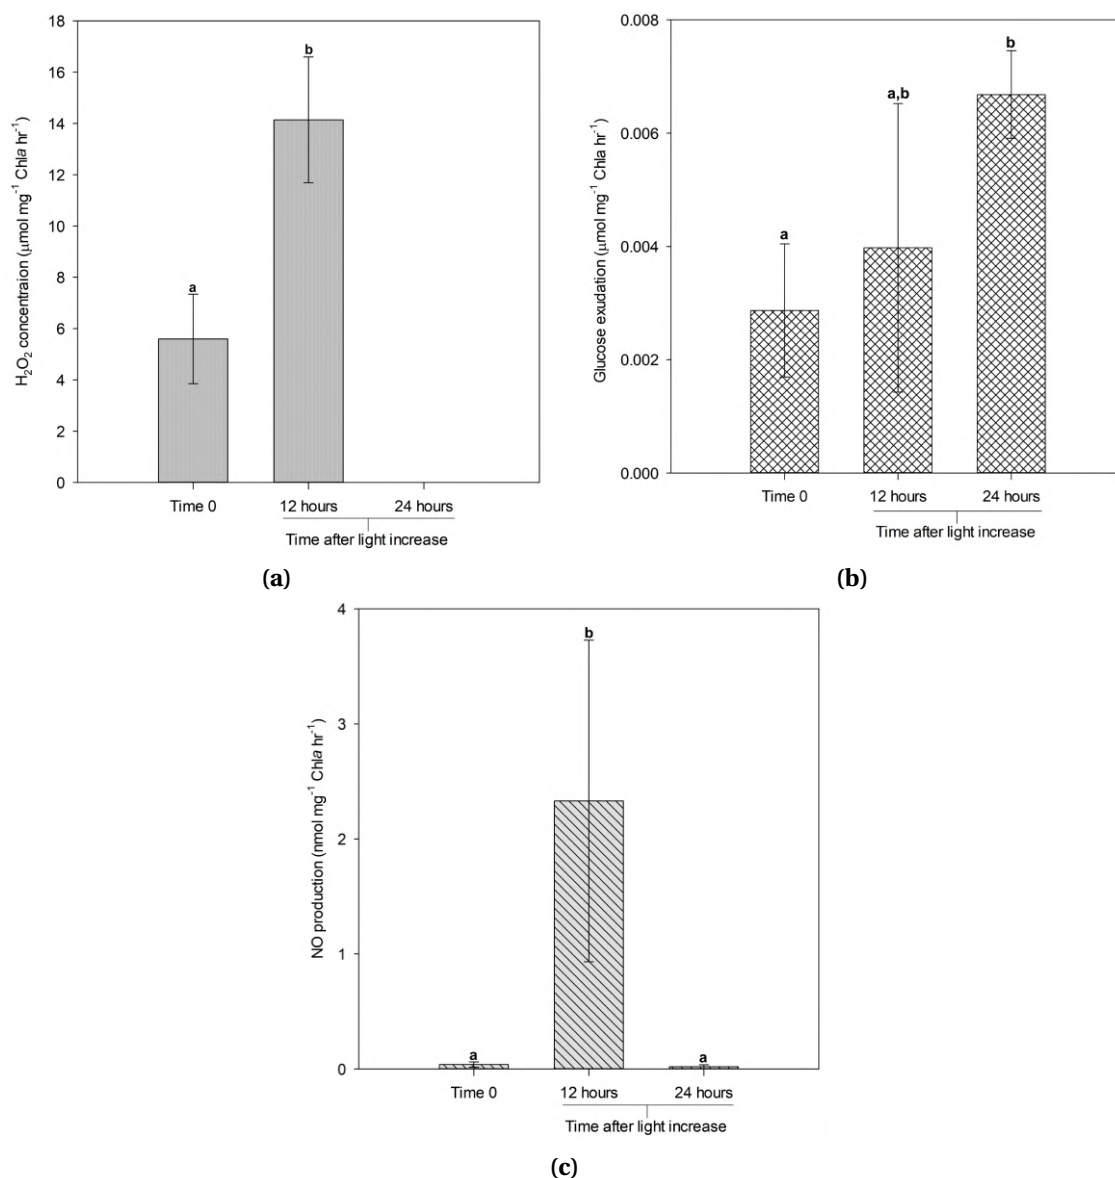 18
16
14
12
10
8
6
4
2
0
H₂O₂ concentraion (μmol mg⁻¹ Chla hr⁻¹)
a
b
Time 0
12 hours
24 hours
Time after light increase
(a)
0.008
0.006
0.004
0.002
0.000
Glucose exudation (μmol mg⁻¹ Chla hr⁻¹)
a
a,b
b
Time 0
12 hours
24 hours
Time after light increase
(b)
4
3
2
1
0
NO production (nmol mg⁻¹ Chla hr⁻¹)
a
b
a
Time 0
12 hours
24 hours
Time after light increase
(c)